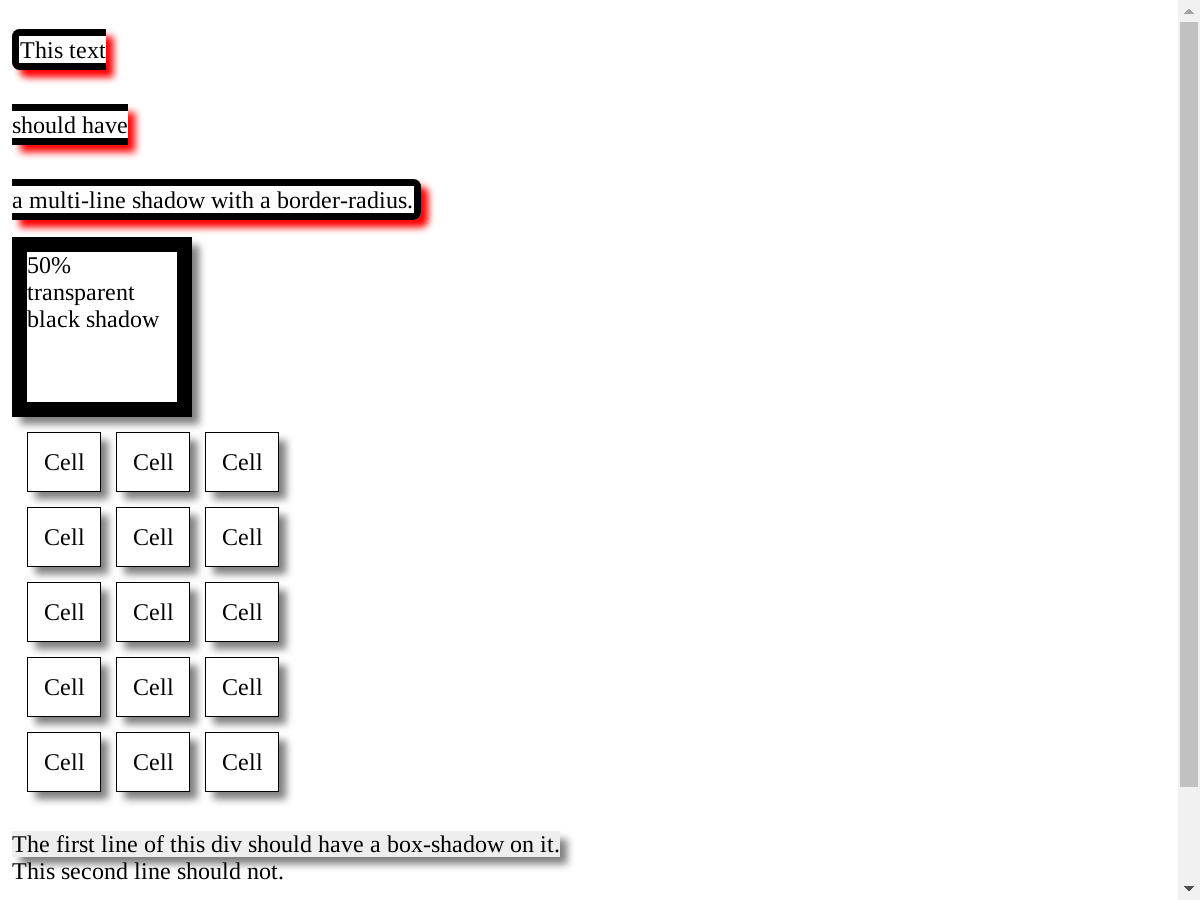 This text
should have
a multi-line shadow with a border-radius.
50%
transparent
black shadow
Cell Cell Cell
Cell Cell Cell
Cell Cell Cell
Cell Cell Cell
Cell Cell Cell
The first line of this div should have a box-shadow on it.
This second line should not.